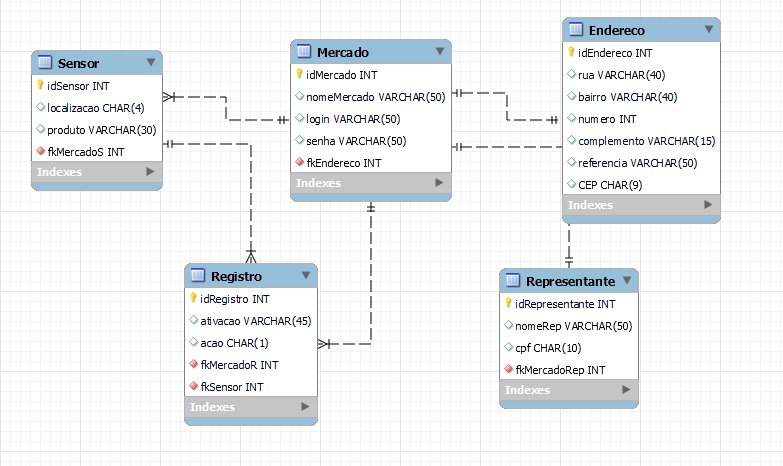 Sensor
idSensor INT
localizacao CHAR(4)
produto VARCHAR(30)
fkMercadoS INT
Indexes
Mercado
idMercado INT
nomeMercado VARCHAR(50)
login VARCHAR(50)
senha VARCHAR(50)
fkEndereco INT
Indexes
Endereco
idEndereco INT
rua VARCHAR(40)
bairro VARCHAR(40)
numero INT
complemento VARCHAR(15)
referencia VARCHAR(50)
CEP CHAR(9)
Indexes
Registro
idRegistro INT
ativacao VARCHAR(45)
acao CHAR(1)
fkMercadoR INT
fkSensor INT
Indexes
Representante
idRepresentante INT
nomeRep VARCHAR(50)
cpf CHAR(10)
fkMercadoRep INT
Indexes